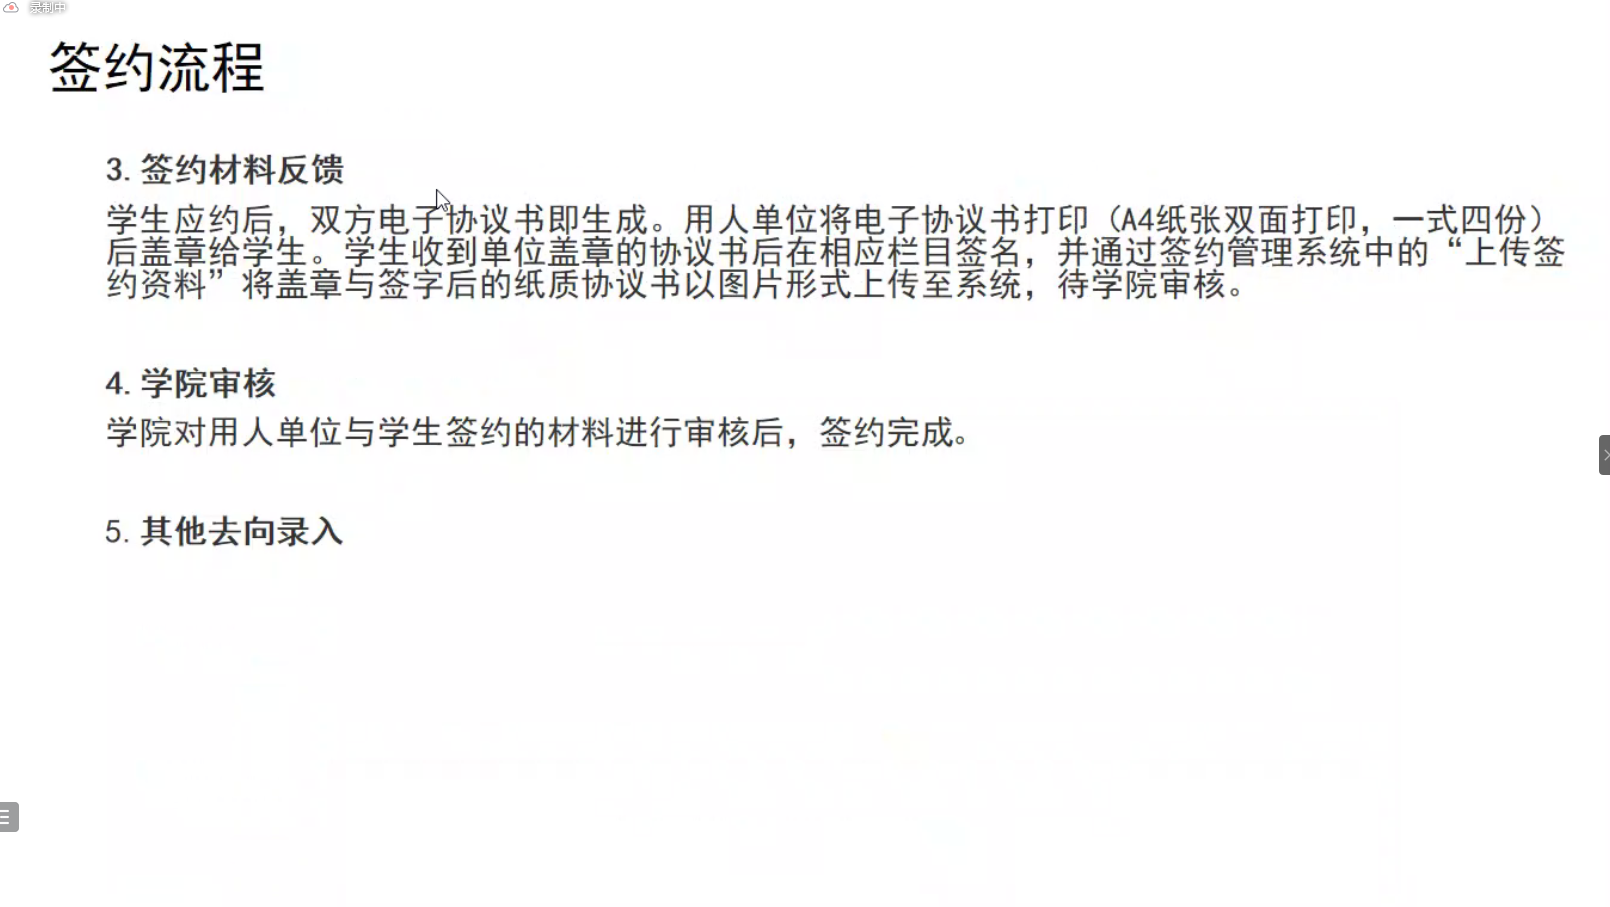 录制中
签约流程
3. 签约材料反馈
学生应约后，双方电子协议书即生成。用人单位将电子协议书打印（A4纸张双面打印，一式四份）
后盖章给学生。学生收到单位盖章的协议书后在相应栏目签名，并通过签约管理系统中的“上传签
约资料”将盖章与签字后的纸质协议书以图片形式上传至系统，待学院审核。
4. 学院审核
学院对用人单位与学生签约的材料进行审核后，签约完成。
5. 其他去向录入